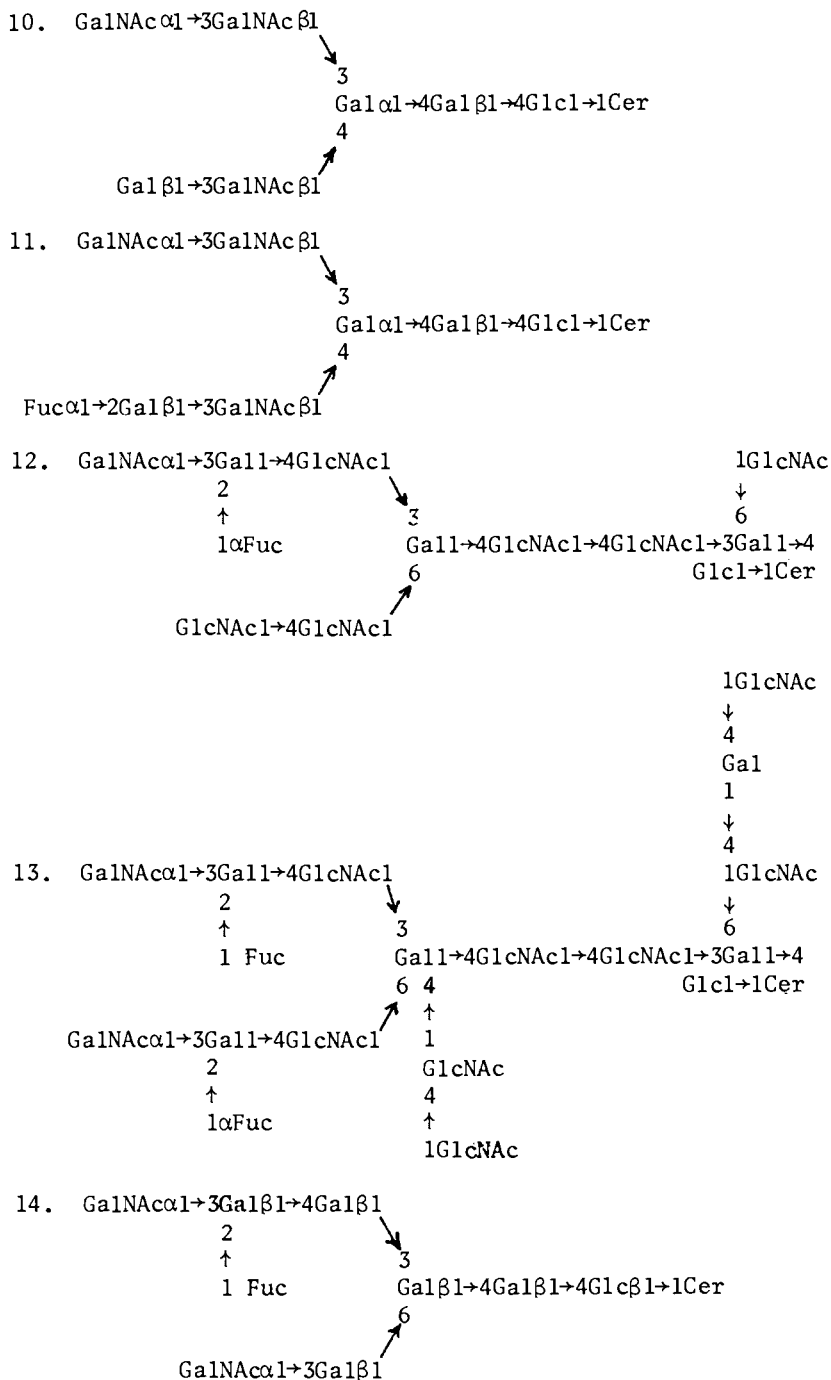 10. GalNAcα1→3GalNAcβ1
3
Galα1→4Galβ1→4Glc1→1Cer
4
Galβ1→3GalNAcβ1
11. GalNAcα1→3GalNAcβ1
3
Galα1→4Galβ1→4Glc1→1Cer
4
Fucα1→2Galβ1→3GalNAcβ1
12. GalNAcα1→3Gal1→4GlcNAc1 1GlcNAc
2 ↓
↑ 3 6
1αFuc Gal1→4GlcNAc1→4GlcNAc1→3Gal1→4
6 Glc1→1Cer
GlcNAc1→4GlcNAc1
1GlcNAc
↓
4
Gal
1
↓
4
13. GalNAcα1→3Gal1→4GlcNAc1 1GlcNAc
2 ↓
↑ 3 6
1 Fuc Gal1→4GlcNAc1→4GlcNAc1→3Gal1→4
6 4 Glc1→1Cer
↑
GalNAcα1→3Gal1→4GlcNAc1 1
2 GlcNAc
↑ 4
1αFuc ↑
1GlcNAc
14. GalNAcα1→3Galβ1→4Galβ1
2
↑ 3
1 Fuc Galβ1→4Galβ1→4Glcβ1→1Cer
6
GalNAcα1→3Galβ1